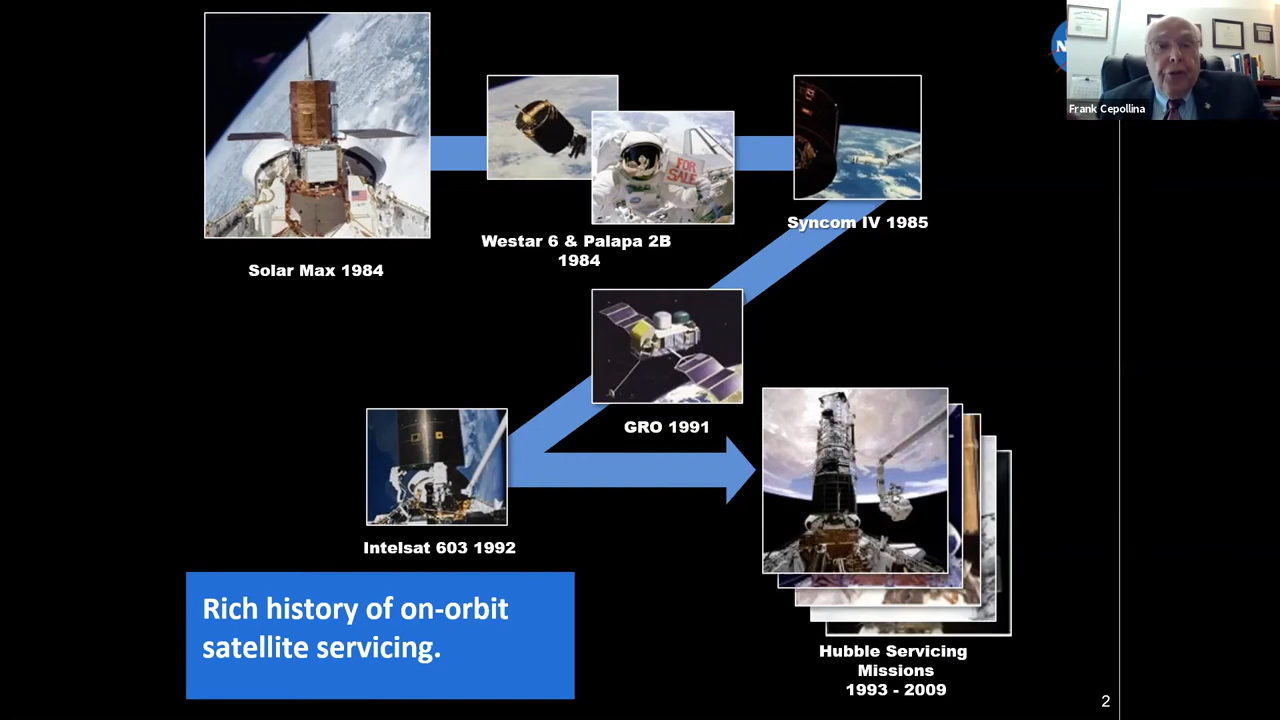 Frank Cepollina
FOR
SALE
Solar Max 1984
Westar 6 & Palapa 2B
1984
Syncom IV 1985
GRO 1991
Intelsat 603 1992
Hubble Servicing
Missions
1993 - 2009
Rich history of on-orbit
satellite servicing.
2